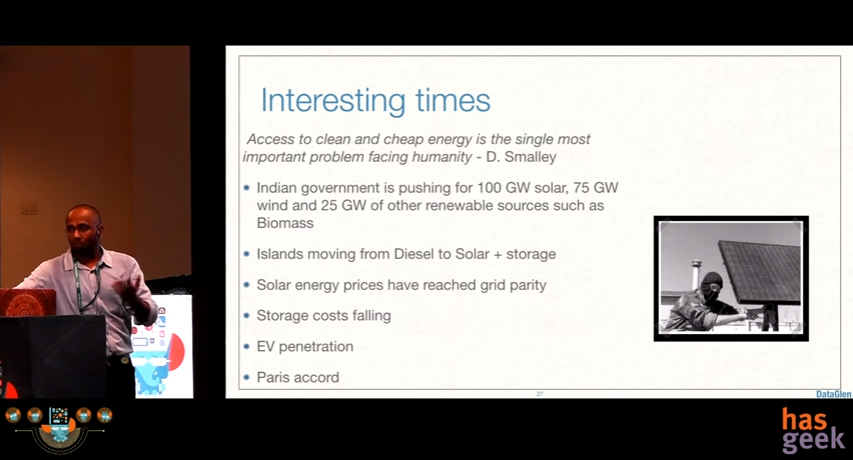 Interesting times
Access to clean and cheap energy is the single most
important problem facing humanity - D. Smalley
Indian government is pushing for 100 GW solar, 75 GW
wind and 25 GW of other renewable sources such as
Biomass
Islands moving from Diesel to Solar + storage
Solar energy prices have reached grid parity
Storage costs falling
EV penetration
Paris accord
27
DataGlen
has
geek